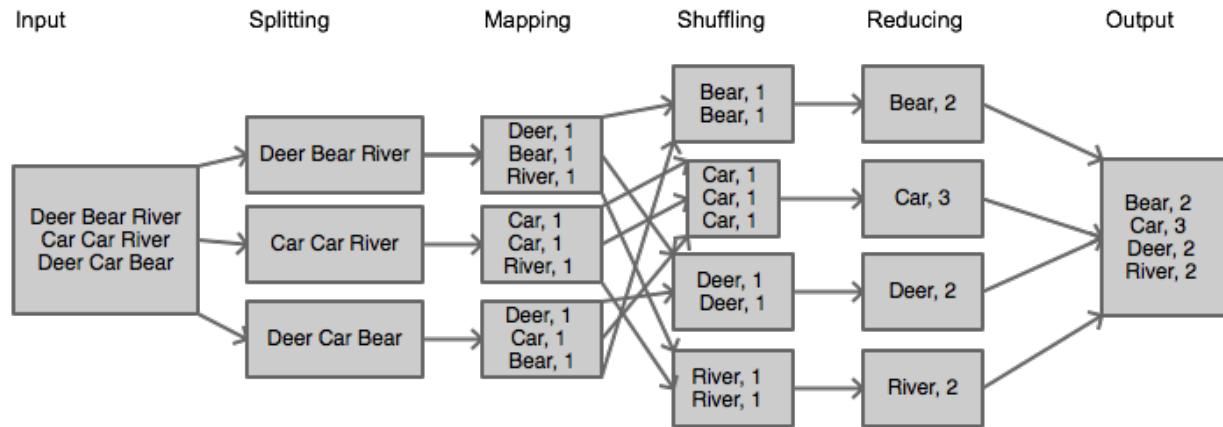 Input
Splitting
Mapping
Shuffling
Reducing
Output
Deer Bear River
Car Car River
Deer Car Bear
Deer Bear River
Car Car River
Deer Car Bear
Deer, 1
Bear, 1
River, 1
Car, 1
Car, 1
River, 1
Deer, 1
Car, 1
Bear, 1
Bear, 1
Bear, 1
Car, 1
Car, 1
Car, 1
Deer, 1
Deer, 1
River, 1
River, 1
Bear, 2
Car, 3
Deer, 2
River, 2
Bear, 2
Car, 3
Deer, 2
River, 2